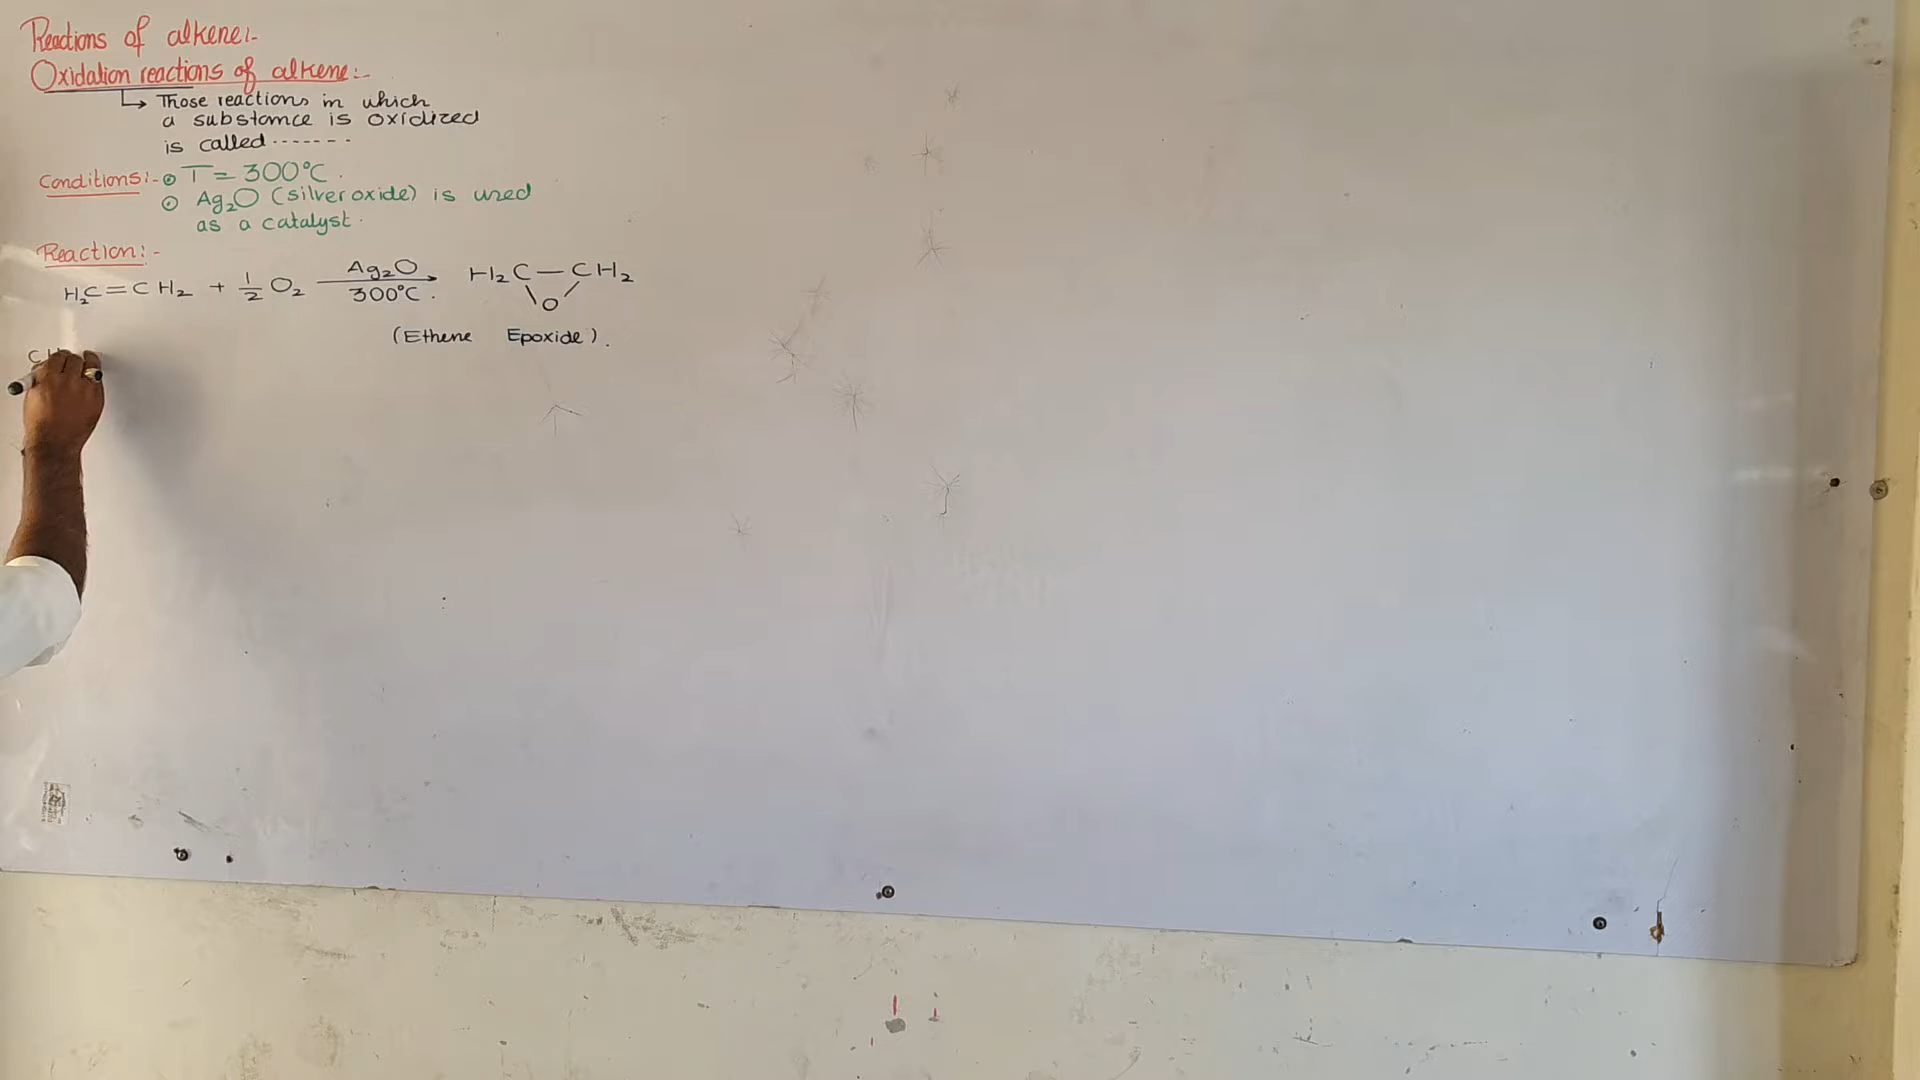 Reactions of alkene:-
Oxidation reactions of alkene:-
↳ Those reactions in which
a substance is oxidized
is called -------
Conditions:- ⊙ T = 300°C.
⊙ Ag₂O (silver oxide) is used
as a catalyst.
Reaction:-
H₂C=CH₂ + 1/2 O₂ Ag₂O 300°C. → H₂C—CH₂ \O/
(Ethene Epoxide).
C